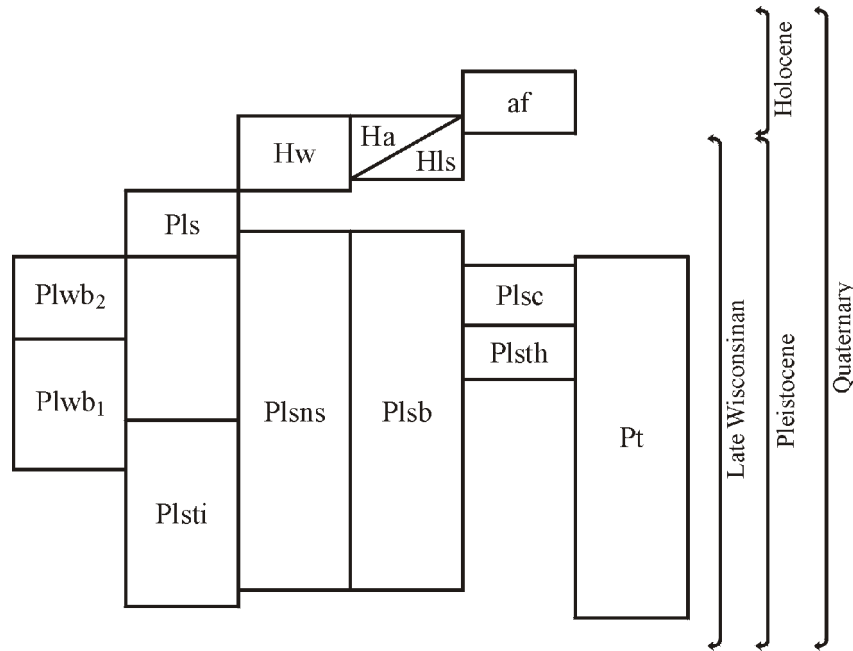 af
Hw
Ha
Hls
Pls
Plwb₂
Plwb₁
Plsti
Plsns
Plsb
Plsc
Plsth
Pt
Late Wisconsinan
Holocene
Pleistocene
Quaternary